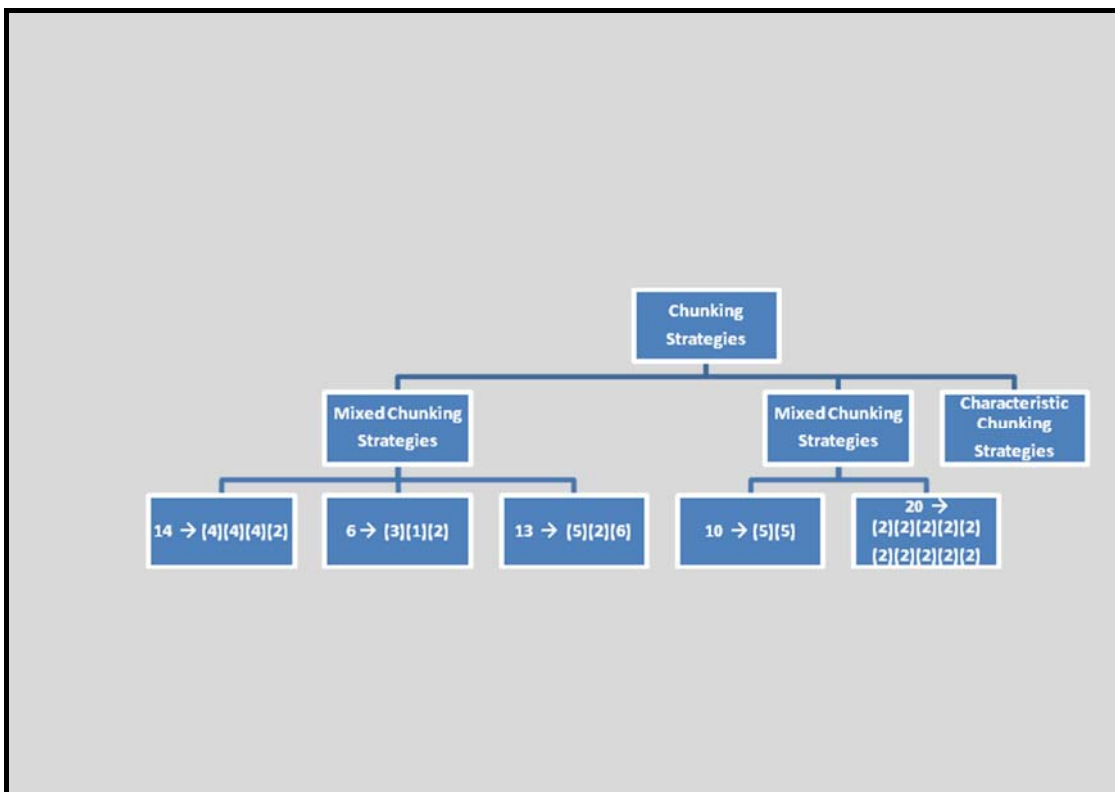 Chunking
Strategies
Mixed Chunking
Strategies
Mixed Chunking
Strategies
Characteristic
Chunking
Strategies
14 → (4)(4)(4)(2)
6 → (3)(1)(2)
13 → (5)(2)(6)
10 → (5)(5)
20 →
(2)(2)(2)(2)(2)
(2)(2)(2)(2)(2)